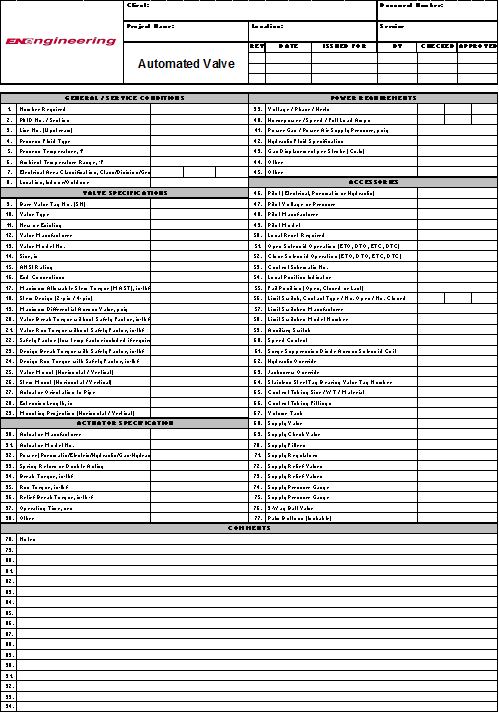 ENEngineering
Client:
Document Number:
Project Name:
Location:
Service
Automated Valve
REV DATE ISSUED FOR BY CHECKED APPROVED
GENERAL / SERVICE CONDITIONS
1. Number Required
2. P&ID No. / Section
3. Line No. (Upstream)
4. Process Fluid Type
5. Process Temperature, °F
6. Ambient Temperature Range, °F
7. Electrical Area Classification, Class/Division/Group
8. Location, Indoor/Outdoor
VALVE SPECIFICATIONS
9. Base Valve Tag No. (SN)
10. Valve Type
11. New or Existing
12. Valve Manufacturer
13. Valve Model No.
14. Size, in
15. ANSI Rating
16. End Connections
17. Maximum Allowable Stem Torque (MAST), in-lbf
18. Stem Design (2-pin / 4-pin)
19. Maximum Differential Across Valve, psig
20. Valve Break Torque without Safety Factor, in-lbf
21. Valve Run Torque without Safety Factor, in-lbf
22. Safety Factor (low temp factor included if required)
23. Design Break Torque with Safety Factor, in-lbf
24. Design Run Torque with Safety Factor, in-lbf
25. Valve Mount (Horizontal / Vertical)
26. Stem Mount (Horizontal / Vertical)
27. Actuator Orientation to Pipe
28. Extension Length, in
29. Mounting Projection (Horizontal / Vertical)
ACTUATOR SPECIFICATION
30. Actuator Manufacturer
31. Actuator Model No.
32. Power (Pneumatic/Electric/Hydraulic/Gas-Hydrau
33. Spring Return or Double Acting
34. Break Torque, in-lbf
35. Run Torque, in-lbf
36. Relief Break Torque, in-lb-f
37. Operating Time, sec
38. Other
POWER REQUIREMENTS
39. Voltage / Phase / Hertz
40. Horsepower / Speed / Full Load Amps
41. Power Gas / Power Air Supply Pressure, psig
42. Hydraulic Fluid Specification
43. Gas Displacement per Stroke (Cu.In)
44. Other
45. Other
ACCESSORIES
46. Pilot (Electrical, Pneumatic or Hydraulic)
47. Pilot Voltage or Pressure
48. Pilot Manufacturer
49. Pilot Model
50. Local Reset Required
51. Open Solenoid Operation (ETO, DTO, ETC, DTC)
52. Close Solenoid Operation (ETO, DTO, ETC, DTC)
53. Control Schematic No.
54. Local Position Indicator
55. Fail Position (Open, Closed or Last)
56. Limit Switch, Contact Type / No. Open / No. Closed
57. Limit Switches Manufacturer
58. Limit Switches Model Number
59. Auxiliary Switch
60. Speed Control
61. Surge Suppression Diode Across Solenoid Coil
62. Hydraulic Override
63. Jackscrew Override
64. Stainless Steel Tag Bearing Valve Tag Number
65. Control Tubing Size / WT / Material
66. Control Tubing Fittings
67. Volume Tank
68. Supply Valve
69. Supply Check Valve
70. Supply Filters
71. Supply Regulators
72. Supply Relief Valves
73. Supply Relief Valves
74. Supply Pressure Gauge
75. Supply Pressure Gauge
76. 3-Way Ball Valve
77. Palm Buttons (lockable)
COMMENTS
78. Notes
79.
80.
81.
82.
83.
84.
85.
86.
87.
88.
89.
90.
91.
92.
93.
94.